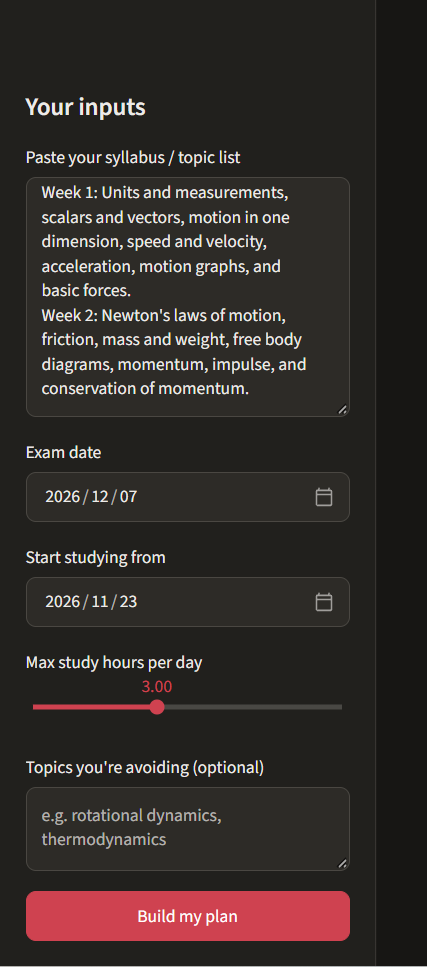 Your inputs
Paste your syllabus / topic list
Week 1: Units and measurements,
scalars and vectors, motion in one
dimension, speed and velocity,
acceleration, motion graphs, and
basic forces.
Week 2: Newton's laws of motion,
friction, mass and weight, free body
diagrams, momentum, impulse, and
conservation of momentum.
Exam date
2026/12/07
Start studying from
2026/11/23
Max study hours per day
3.00
Topics you're avoiding (optional)
e.g. rotational dynamics,
thermodynamics
Build my plan